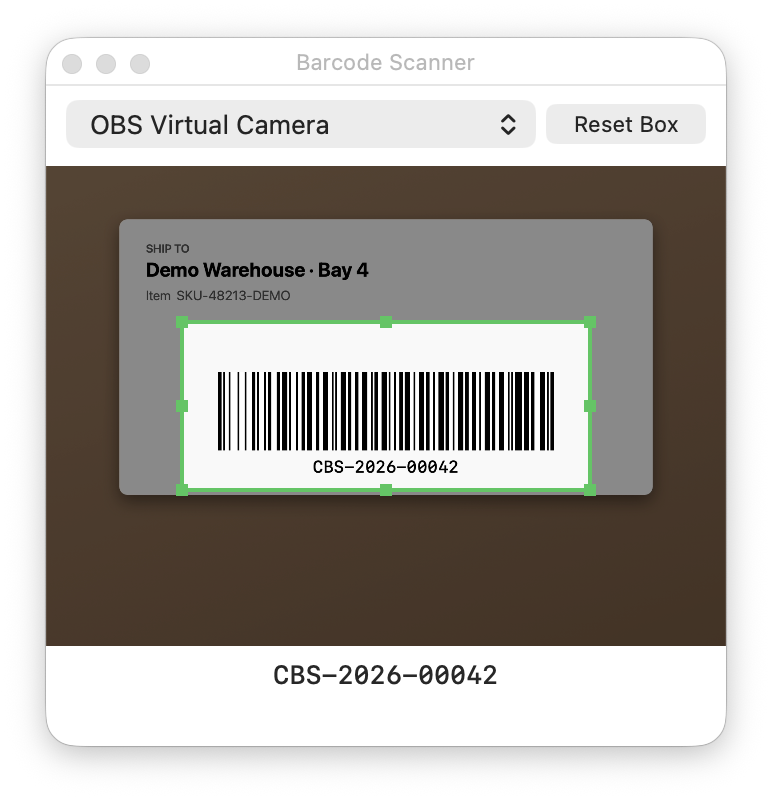 Barcode Scanner
OBS Virtual Camera
Reset Box
SHIP TO
Demo Warehouse · Bay 4
Item SKU-48213-DEMO
CBS-2026-00042
CBS-2026-00042